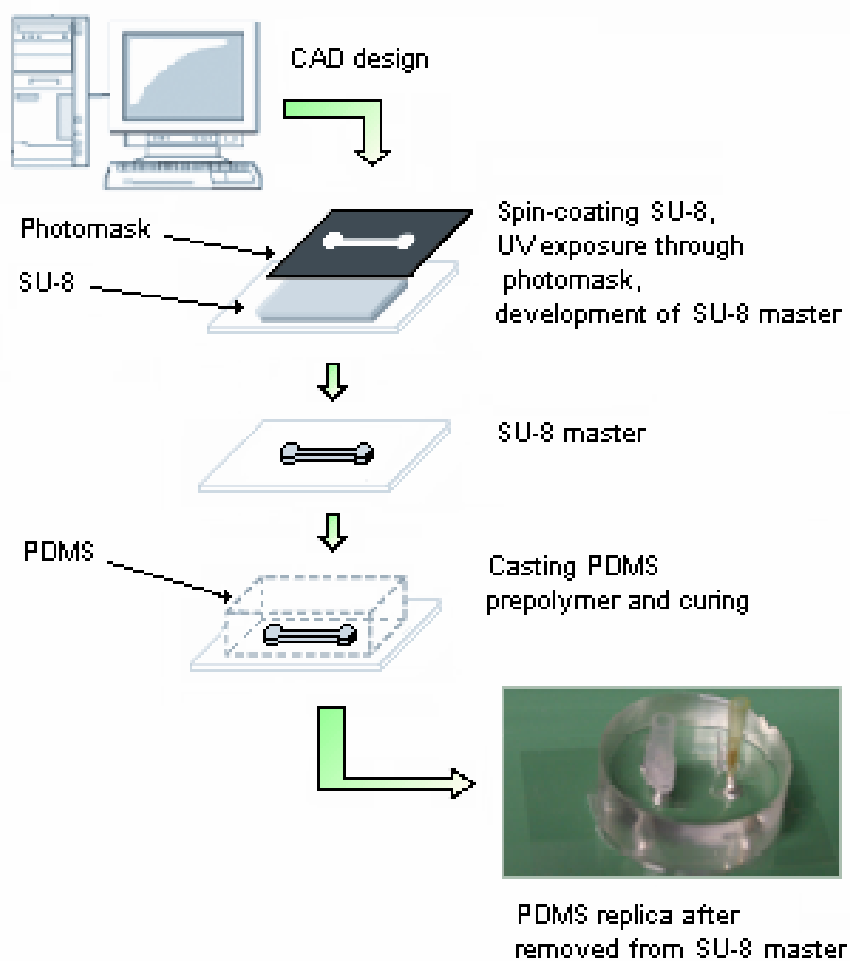 CAD design
Photomask
SU-8
Spin-coating SU-8,
UV exposure through
photomask,
development of SU-8 master
SU-8 master
PDMS
Casting PDMS
prepolymer and curing
PDMS replica after
removed from SU-8 master